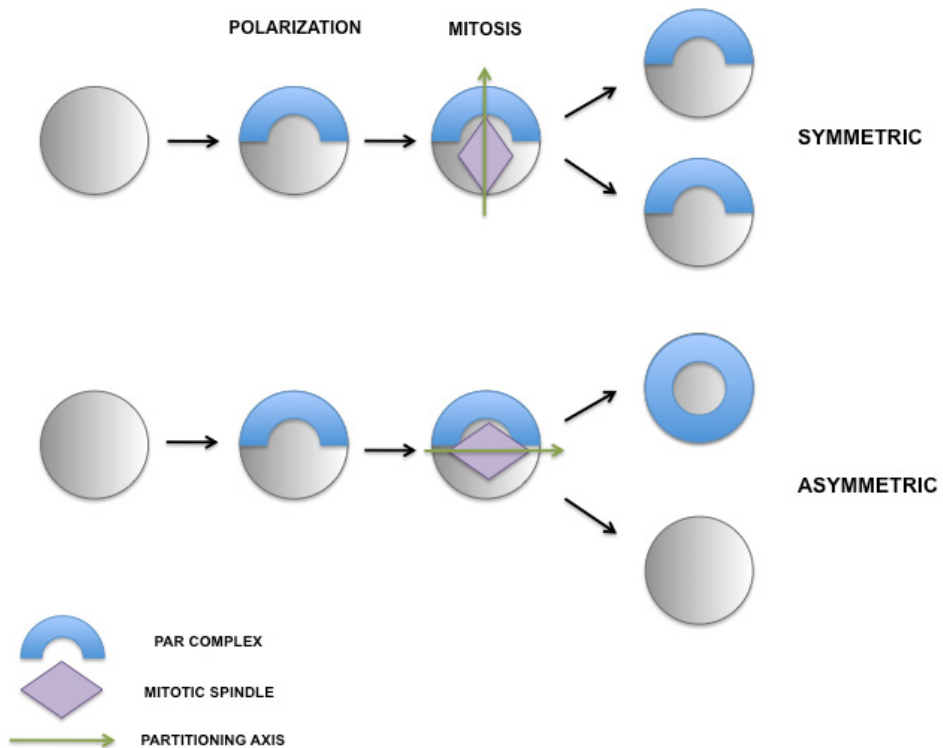 POLARIZATION
MITOSIS
SYMMETRIC
ASYMMETRIC
PAR COMPLEX
MITOTIC SPINDLE
PARTITIONING AXIS